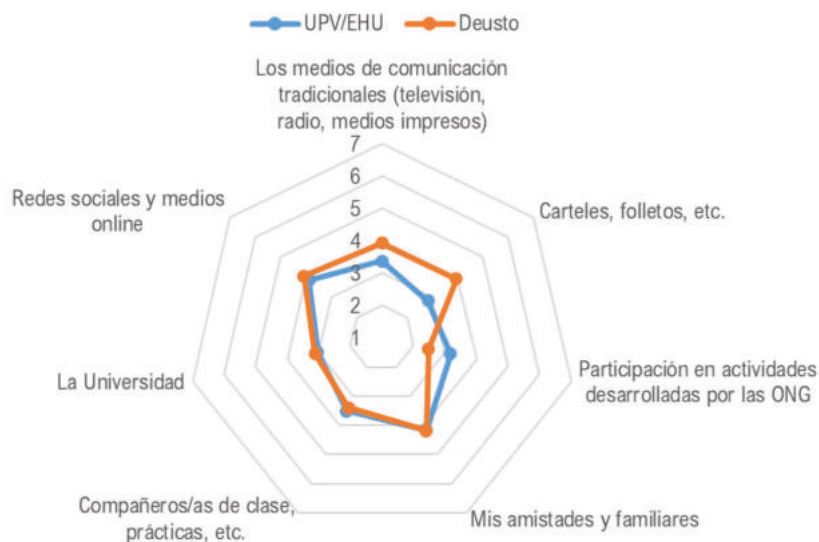 UPV/EHU Deusto
Los medios de comunicación
tradicionales (televisión,
radio, medios impresos)
7
6
5
4
3
2
1
Carteles, folletos, etc.
Participación en actividades
desarrolladas por las ONG
Mis amistades y familiares
Compañeros/as de clase,
prácticas, etc.
La Universidad
Redes sociales y medios
online